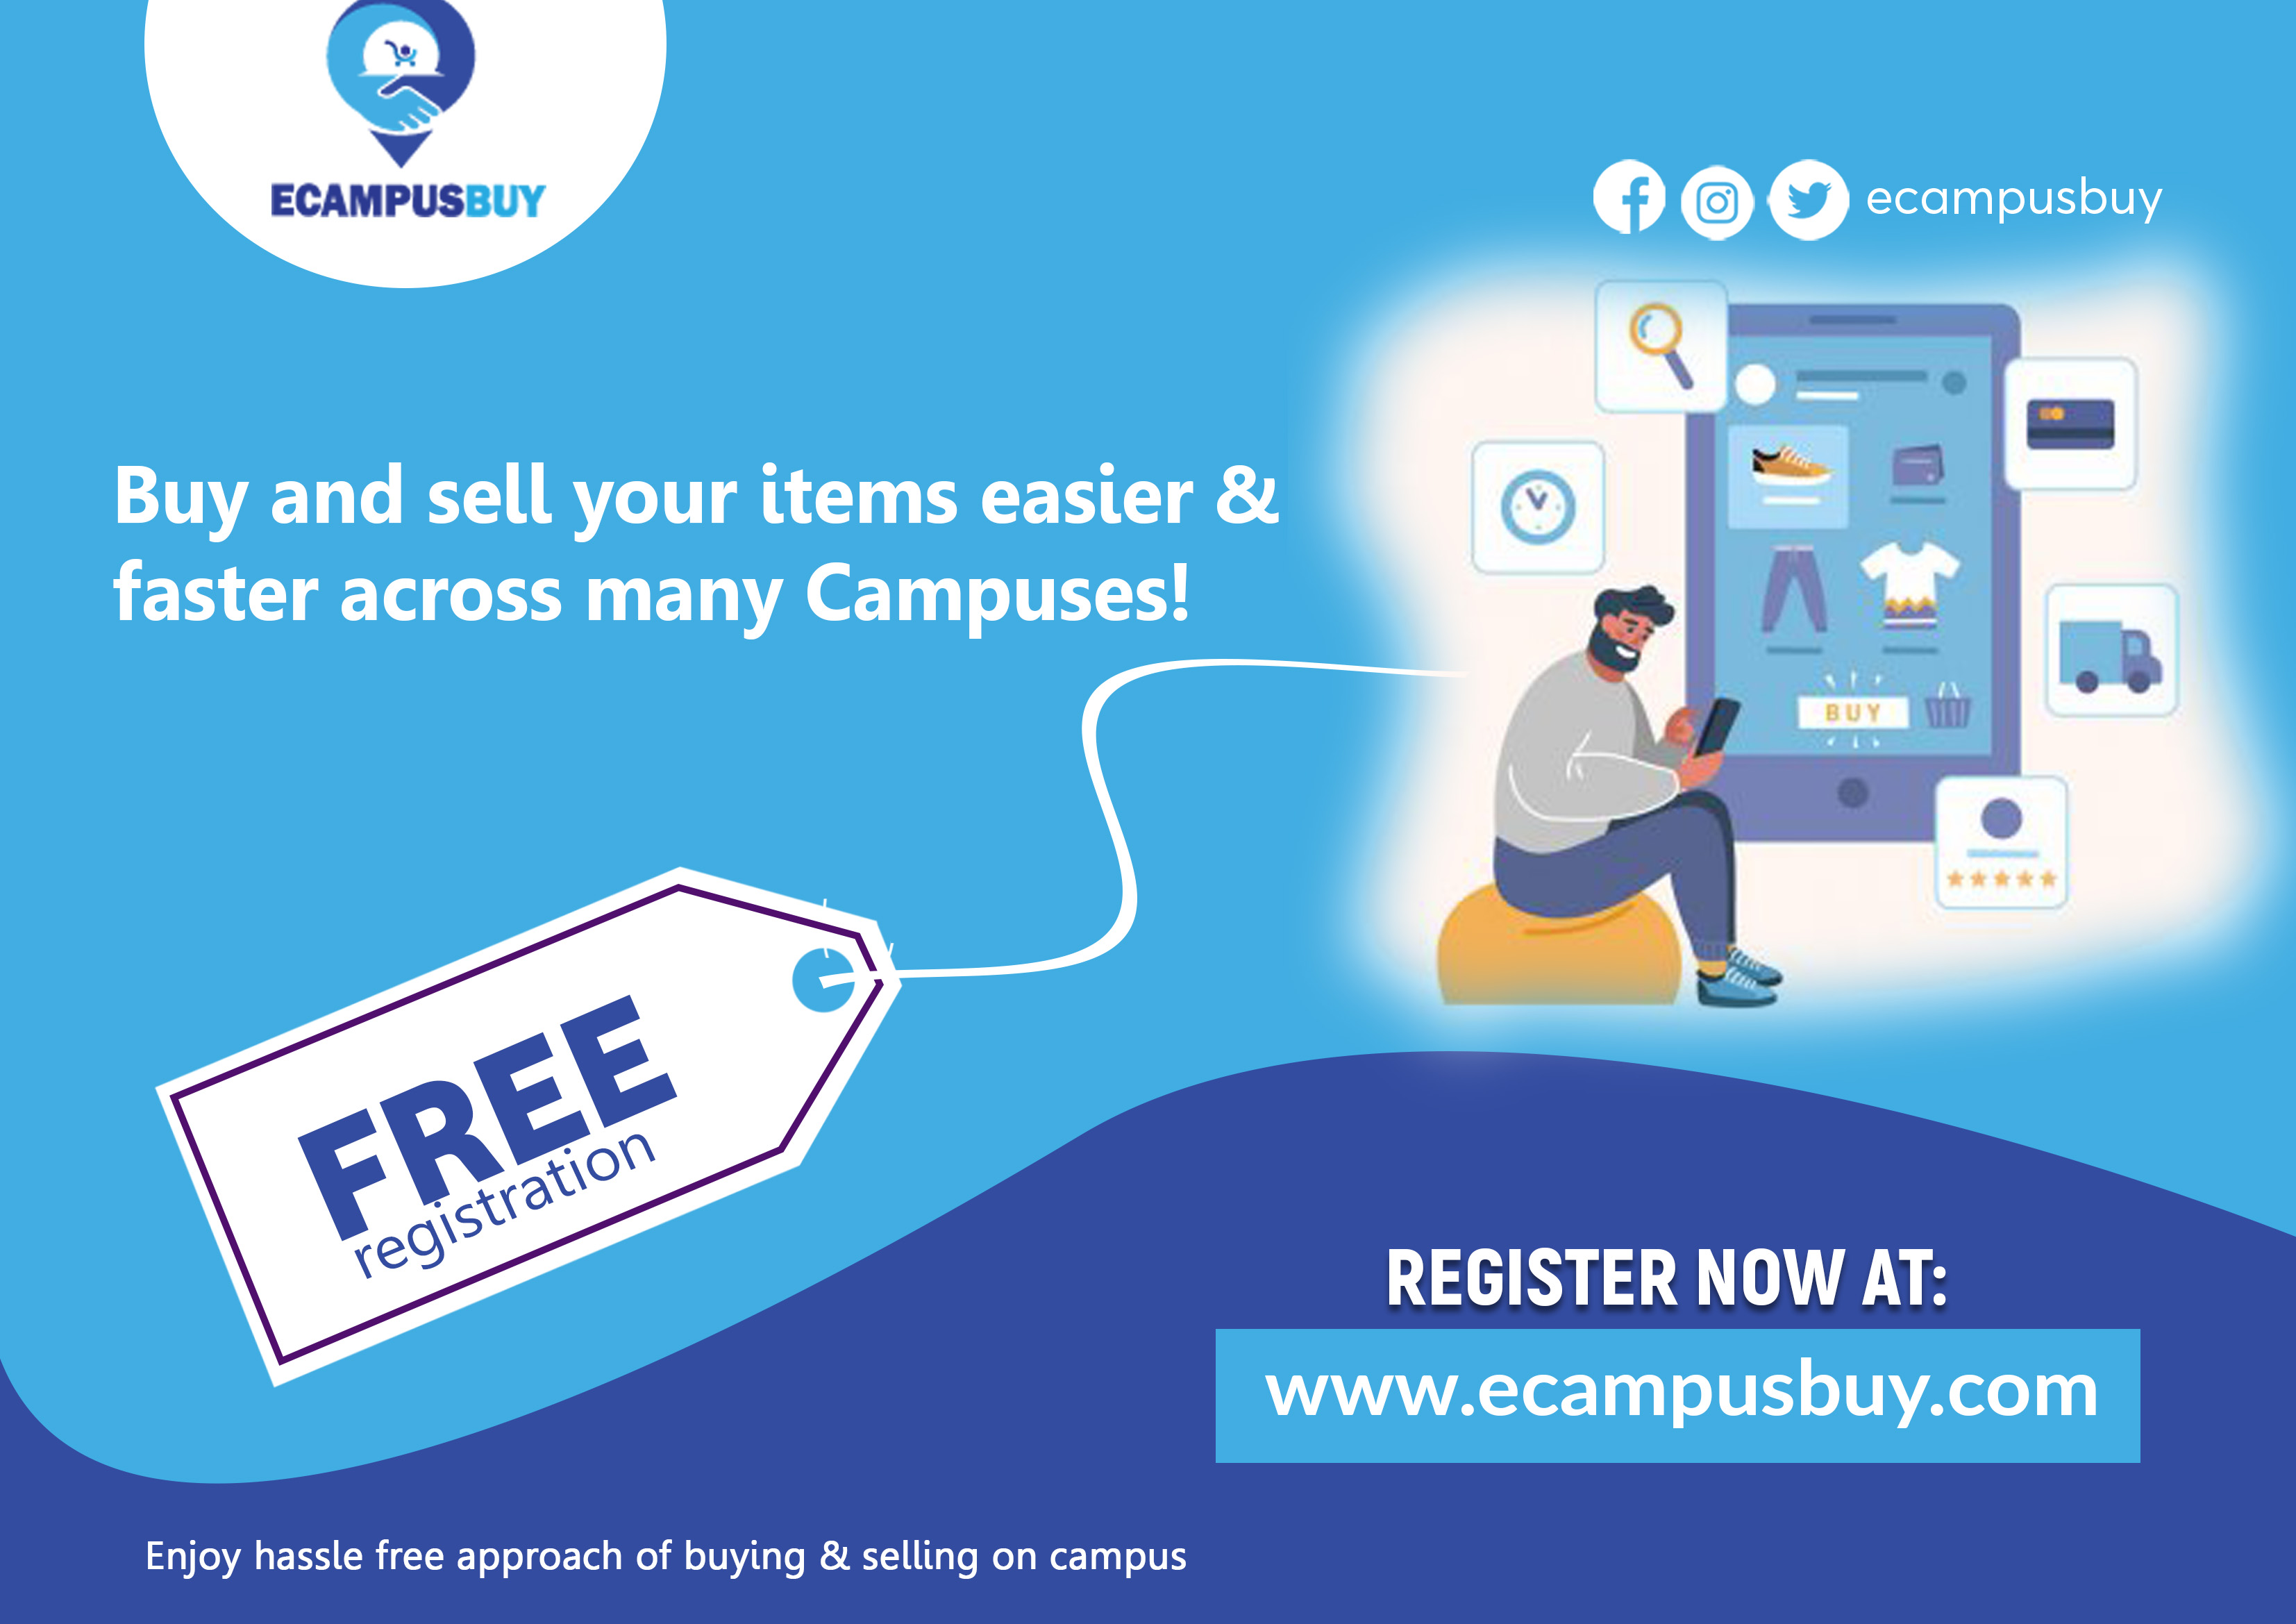 ECAMPUSBUY
ecampusbuy
Buy and sell your items easier &
faster across many Campuses!
BUY
FREE
registration
REGISTER NOW AT:
www.ecampusbuy.com
Enjoy hassle free approach of buying & selling on campus